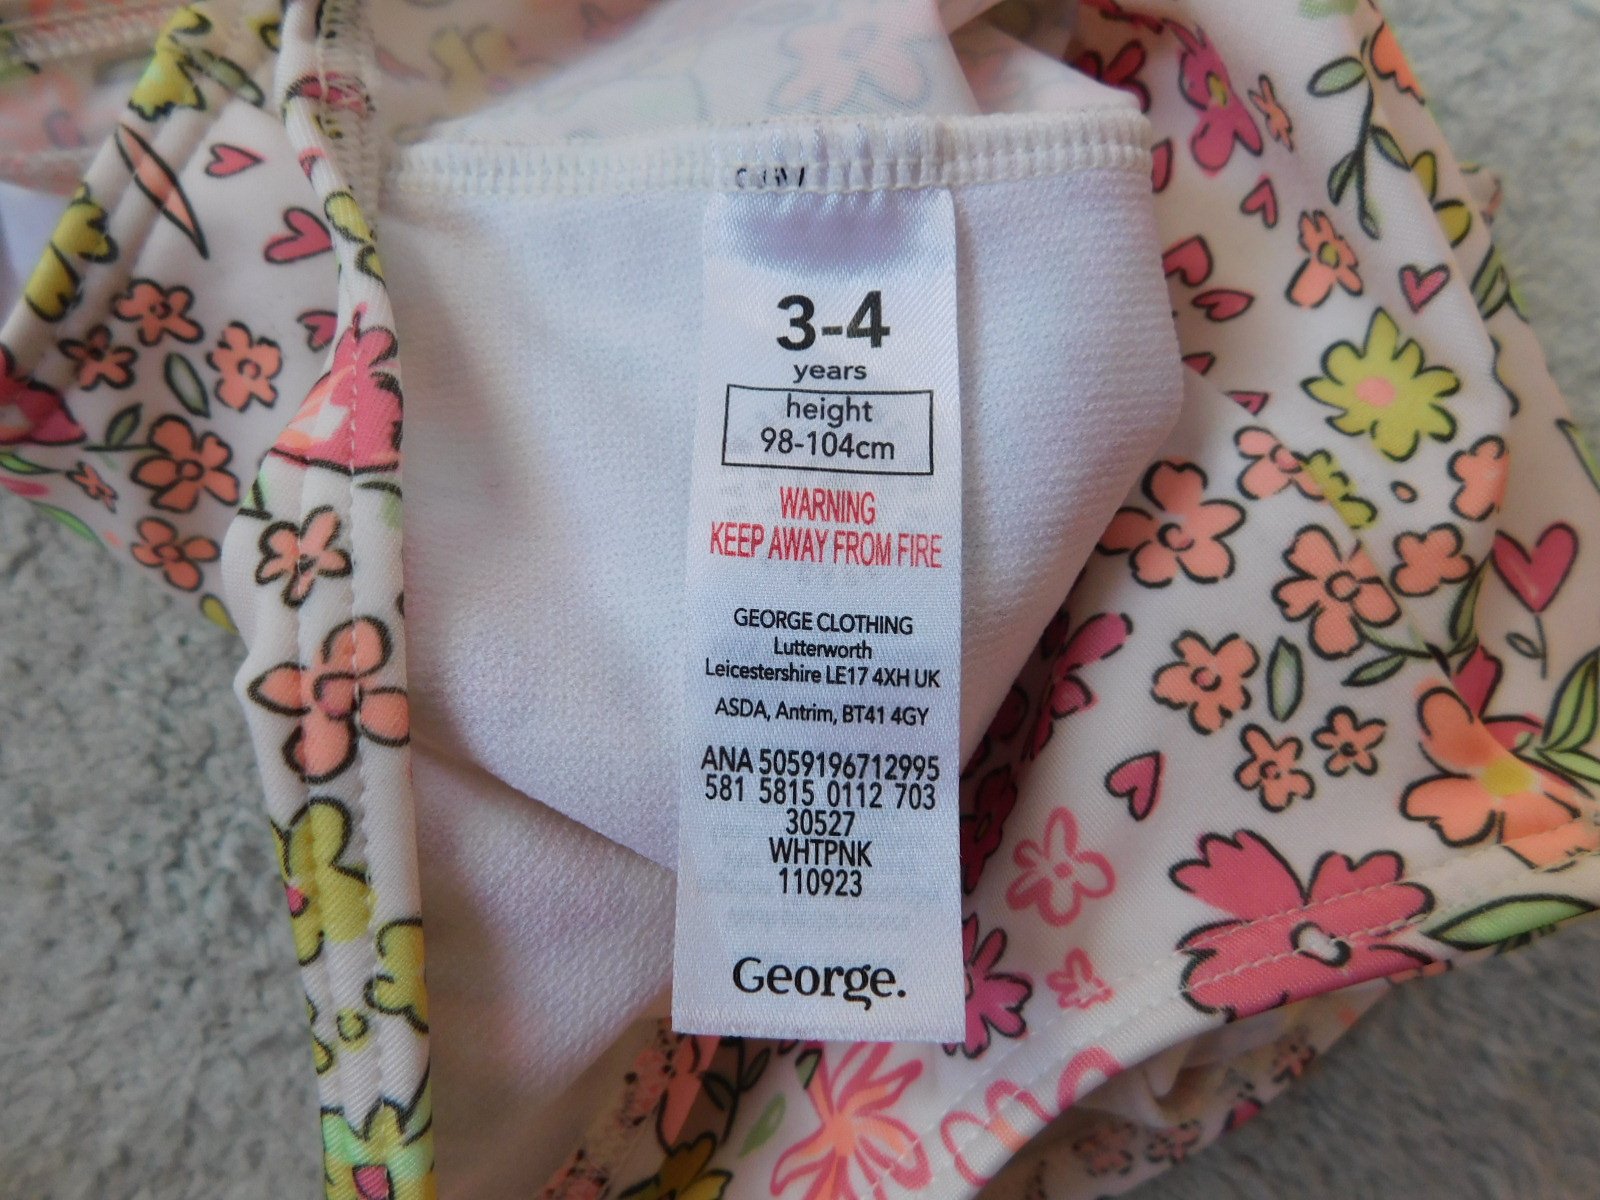 3-4
years
height
98-104cm
WARNING
KEEP AWAY FROM FIRE
GEORGE CLOTHING
Lutterworth
Leicestershire LE17 4XH UK
ASDA, Antrim, BT41 4GY
ANA 5059196712995
581 5815 0112 703
30527
WHTPNK
110923
George.